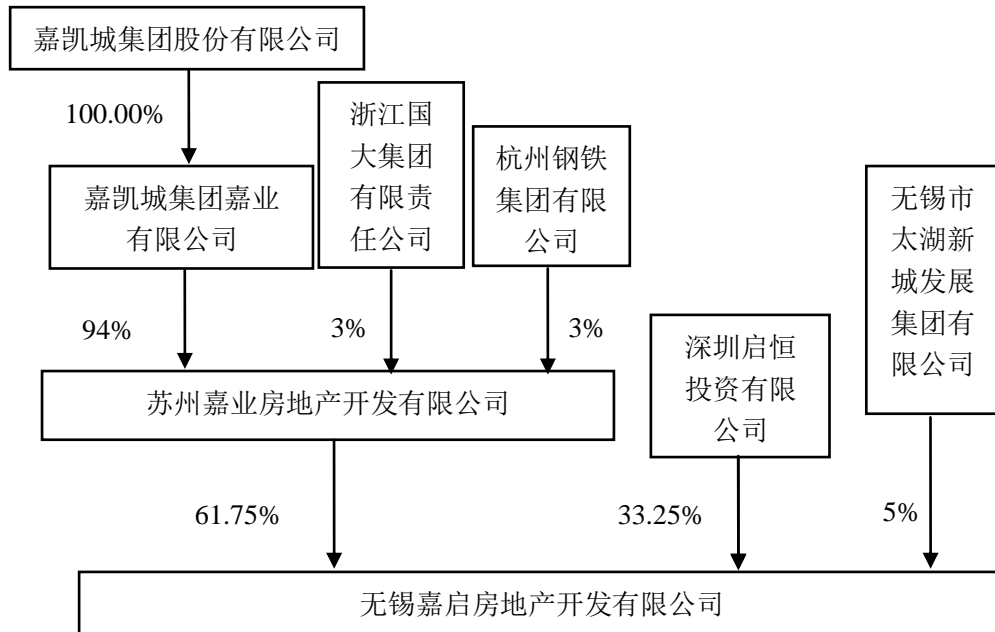 嘉凯城集团股份有限公司
100.00%
浙江国
大集团
有限责
任公司
杭州钢铁
集团有限
公司
嘉凯城集团嘉业
有限公司
无锡市
太湖新
城发展
集团有
限公司
94%
3%
3%
深圳启恒
投资有限
公司
苏州嘉业房地产开发有限公司
61.75%
33.25%
5%
无锡嘉启房地产开发有限公司